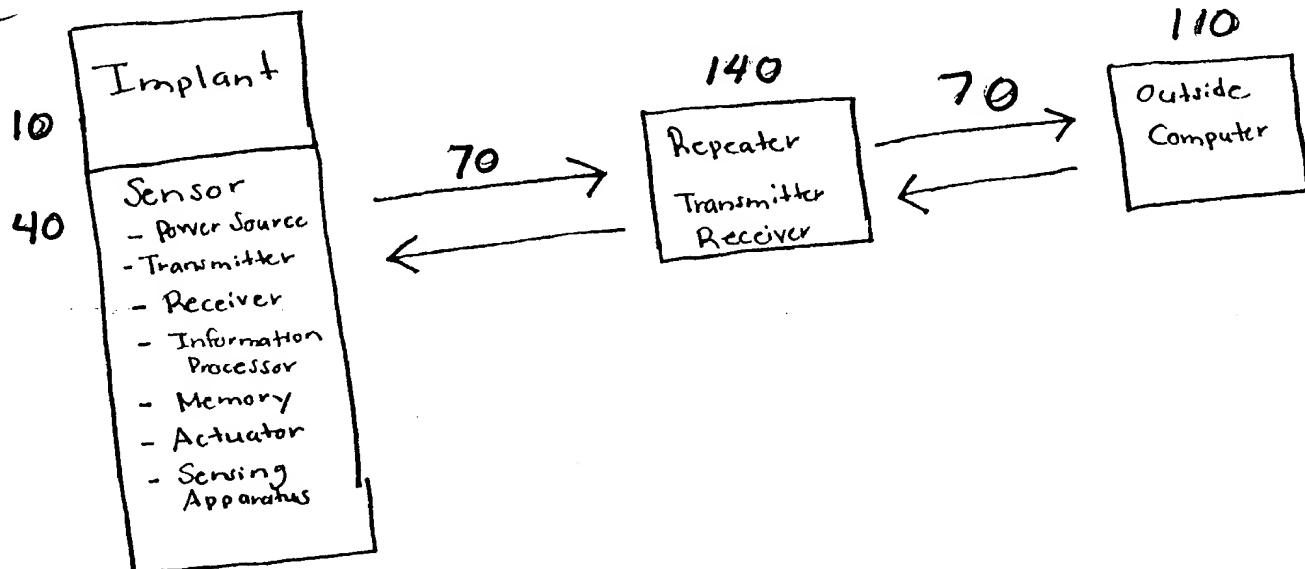 Implant
10
Sensor
40
- Power Source
- Transmitter
- Receiver
- Information
Processor
- Memory
- Actuator
- Sensing
Apparatus
70
140
Repeater
Transmitter
Receiver
70
110
Outside
Computer